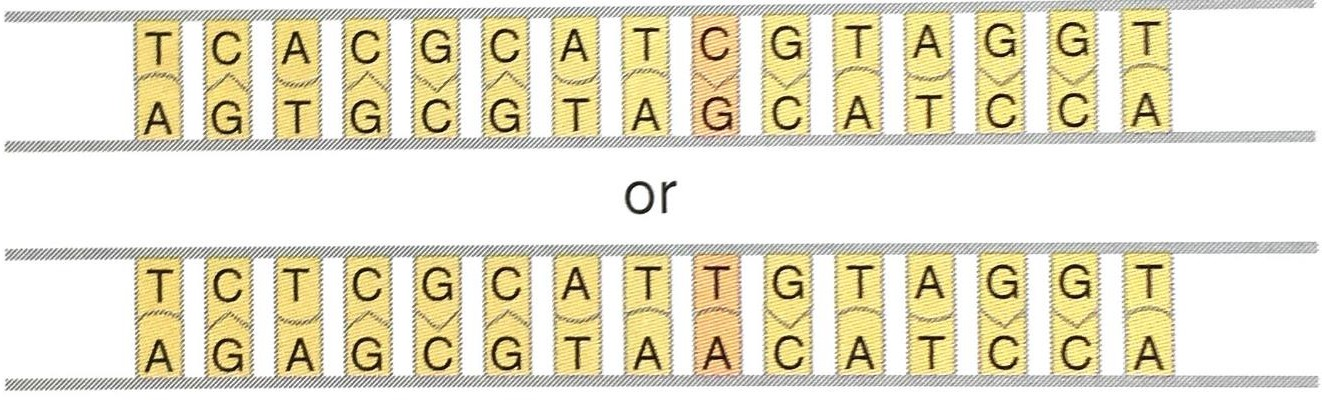 T C A C G C A T C G T A G G T
A G T G C G T A G C A T C C A
or
T C T C G C A T T G T A G G T
A G A G C G T A A C A T C C A